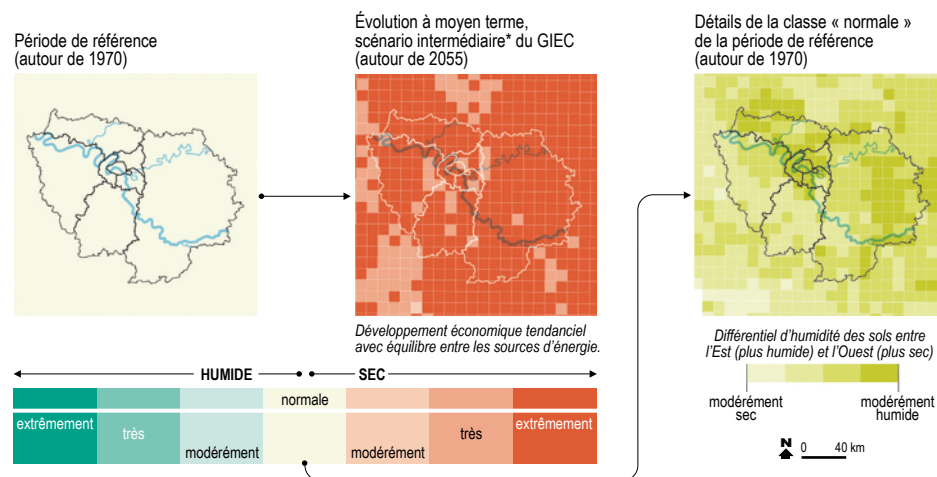 Période de référence
(autour de 1970)
Évolution à moyen terme,
scénario intermédiaire* du GIEC
(autour de 2055)
Détails de la classe « normale »
de la période de référence
(autour de 1970)
Développement économique tendanciel
avec équilibre entre les sources d'énergie.
Différentiel d'humidité des sols entre
l'Est (plus humide) et l'Ouest (plus sec)
HUMIDE
SEC
normale
extrêmement
très
modérément
modérément
très
extrêmement
modérément
sec
modérément
humide
N
0 40 km